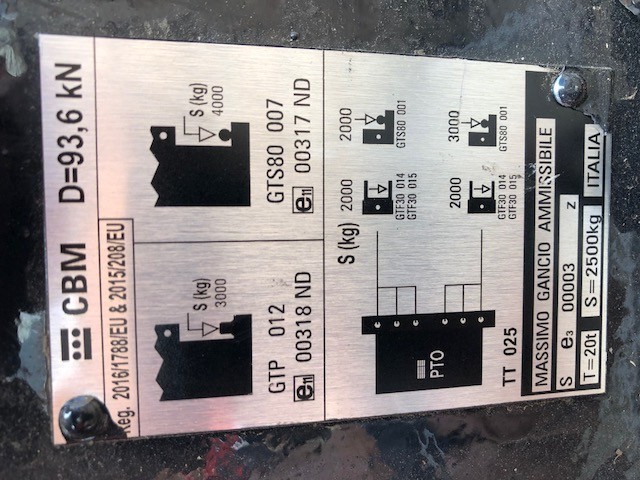 CBM D=93,6 kN
Reg. 2016/1788/EU & 2015/208/EU
S (kg)
3000
GTP 012
e11 00318 ND
S (kg)
4000
GTS80 007
e11 00317 ND
S (kg)
2000
GTF30 014
GTF30 015
2000
GTS80 001
2000
GTF30 014
GTF30 015
3000
GTS80 001
PTO
TT 025
MASSIMO GANCIO AMMISSIBILE
S e3 00003 Z
T=20t S=2500kg ITALIA